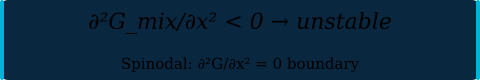 ∂²G_mix/∂x² < 0 → unstable
Spinodal: ∂²G/∂x² = 0 boundary